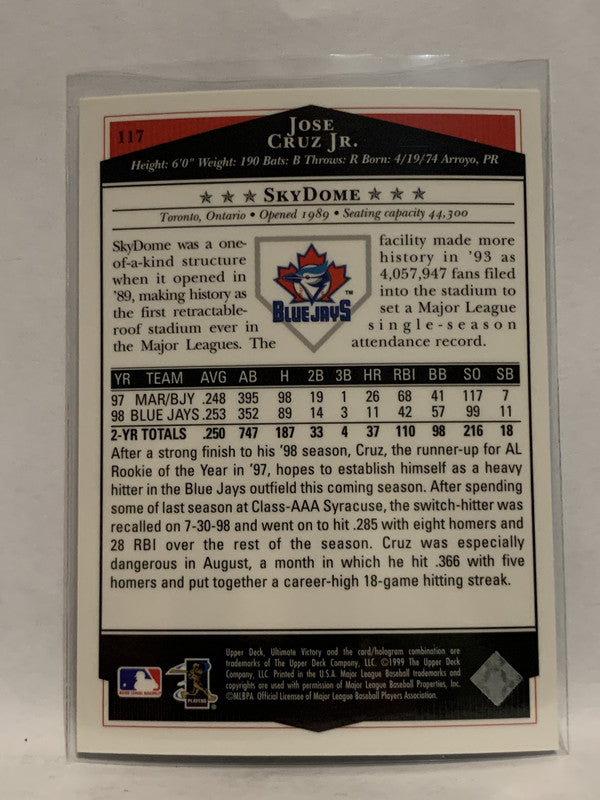 117
JOSE
CRUZ JR.
Height: 6'0" Weight: 190 Bats: B Throws: R Born: 4/19/74 Arroyo, PR
★ ★ ★ SKYDOME ★ ★ ★
Toronto, Ontario • Opened 1989 • Seating capacity 44,300
SkyDome was a one-
of-a-kind structure
when it opened in
'89, making history as
the first retractable-
roof stadium ever in
the Major Leagues. The
BLUE JAYS
TM
facility made more
history in '93 as
4,057,947 fans filed
into the stadium to
set a Major League
single-season
attendance record.
YR TEAM AVG AB H 2B 3B HR RBI BB SO SB
97 MAR/BJY .248 395 98 19 1 26 68 41 117 7
98 BLUE JAYS .253 352 89 14 3 11 42 57 99 11
2-YR TOTALS .250 747 187 33 4 37 110 98 216 18
After a strong finish to his '98 season, Cruz, the runner-up for AL
Rookie of the Year in '97, hopes to establish himself as a heavy
hitter in the Blue Jays outfield this coming season. After spending
some of last season at Class-AAA Syracuse, the switch-hitter was
recalled on 7-30-98 and went on to hit .285 with eight homers and
28 RBI over the rest of the season. Cruz was especially
dangerous in August, a month in which he hit .366 with five
homers and put together a career-high 18-game hitting streak.
Upper Deck, Ultimate Victory and the card/hologram combination are
trademarks of The Upper Deck Company, LLC. ©1999 The Upper Deck
Company, LLC. Printed in the U.S.A. Major League Baseball trademarks and
copyrights are used with permission of Major League Baseball Properties, Inc.
©MLBPA Official Licensee of Major League Baseball Players Association.
PLAYERS